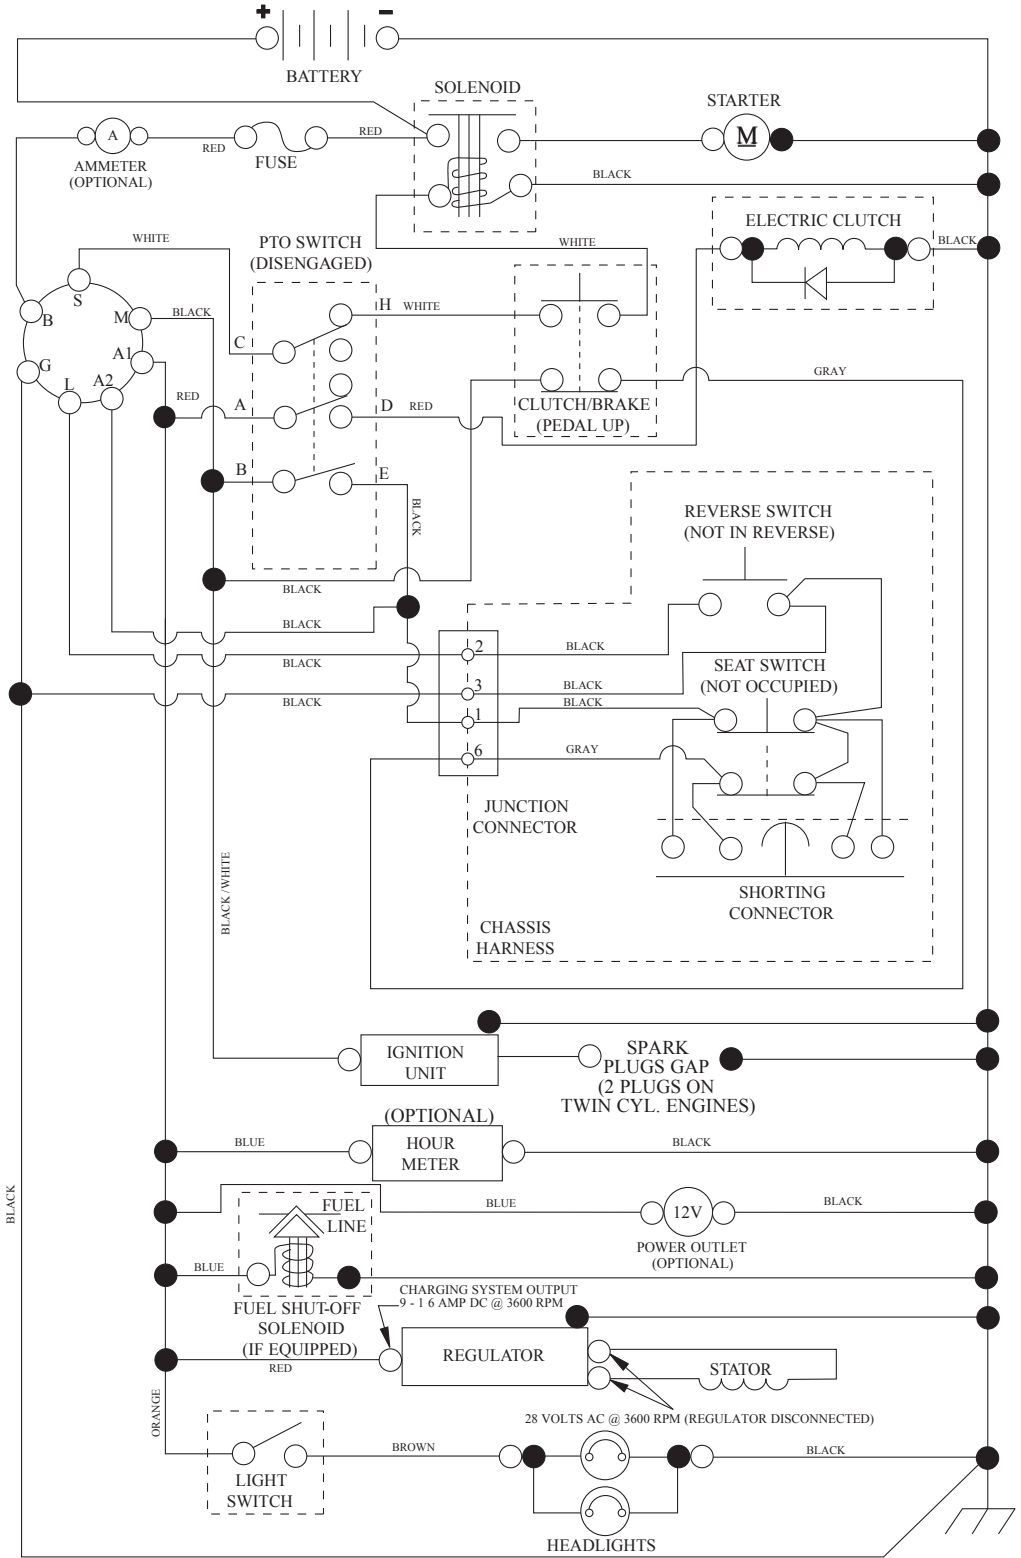 +
-
BATTERY
SOLENOID
STARTER
A
RED
FUSE
RED
M
AMMETER
(OPTIONAL)
BLACK
ELECTRIC CLUTCH
BLACK
WHITE
PTO SWITCH
(DISENGAGED)
WHITE
S
B
M
BLACK
H
WHITE
G
A1
C
L
A2
RED
A
D
RED
GRAY
CLUTCH/BRAKE
(PEDAL UP)
B
E
BLACK
REVERSE SWITCH
(NOT IN REVERSE)
BLACK
BLACK
BLACK
2
BLACK
SEAT SWITCH
(NOT OCCUPIED)
BLACK
3
BLACK
1
BLACK
6
GRAY
JUNCTION
CONNECTOR
BLACK /WHITE
SHORTING
CONNECTOR
CHASSIS
HARNESS
IGNITION
UNIT
SPARK
PLUGS GAP
(2 PLUGS ON
TWIN CYL. ENGINES)
(OPTIONAL)
BLUE
HOUR
METER
BLACK
BLACK
FUEL
LINE
BLUE
12V
BLACK
POWER OUTLET
(OPTIONAL)
BLUE
FUEL SHUT-OFF
SOLENOID
(IF EQUIPPED)
CHARGING SYSTEM OUTPUT
9 - 1 6 AMP DC @ 3600 RPM
RED
REGULATOR
STATOR
28 VOLTS AC @ 3600 RPM (REGULATOR DISCONNECTED)
ORANGE
BROWN
BLACK
LIGHT
SWITCH
HEADLIGHTS